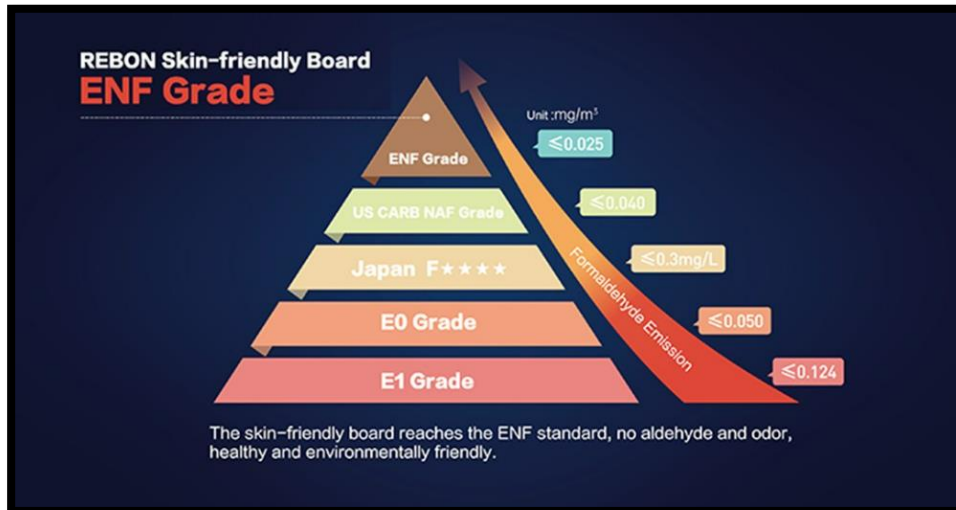 REBON Skin-friendly Board
ENF Grade
Unit :mg/m³
ENF Grade
≤0.025
US CARB NAF Grade
≤0.040
Japan F★★★★
≤0.3mg/L
E0 Grade
≤0.050
E1 Grade
≤0.124
Formaldehyde Emission
The skin-friendly board reaches the ENF standard, no aldehyde and odor,
healthy and environmentally friendly.